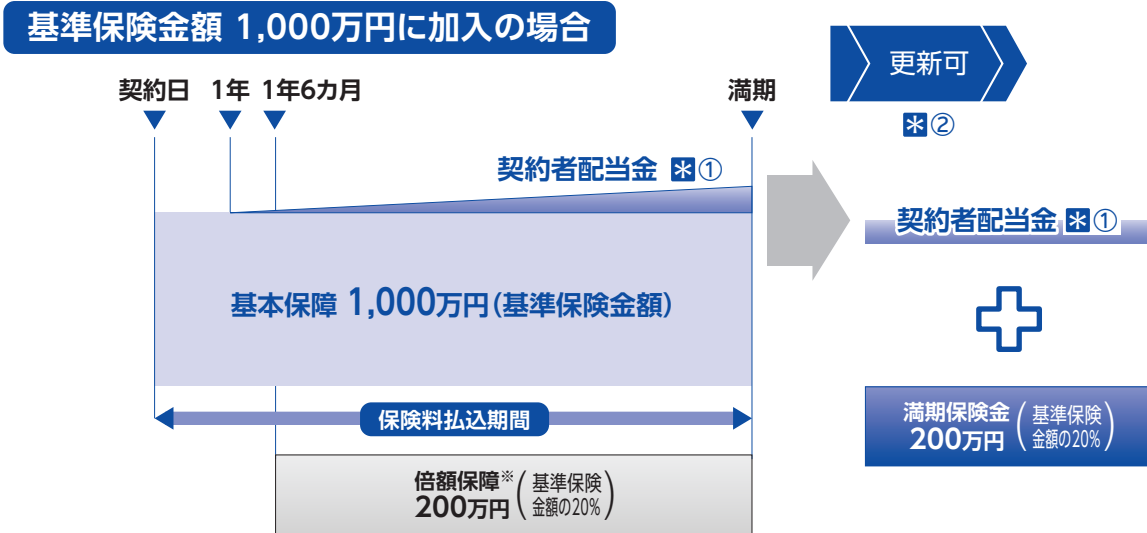 基準保険金額 1,000万円に加入の場合
更新可
*②
契約日 1年 1年6カ月 満期
契約者配当金 *①
基本保障 1,000万円(基準保険金額)
保険料払込期間
倍額保障※
200万円(基準保険
金額の20%)
契約者配当金 *①
満期保険金
200万円(基準保険
金額の20%)